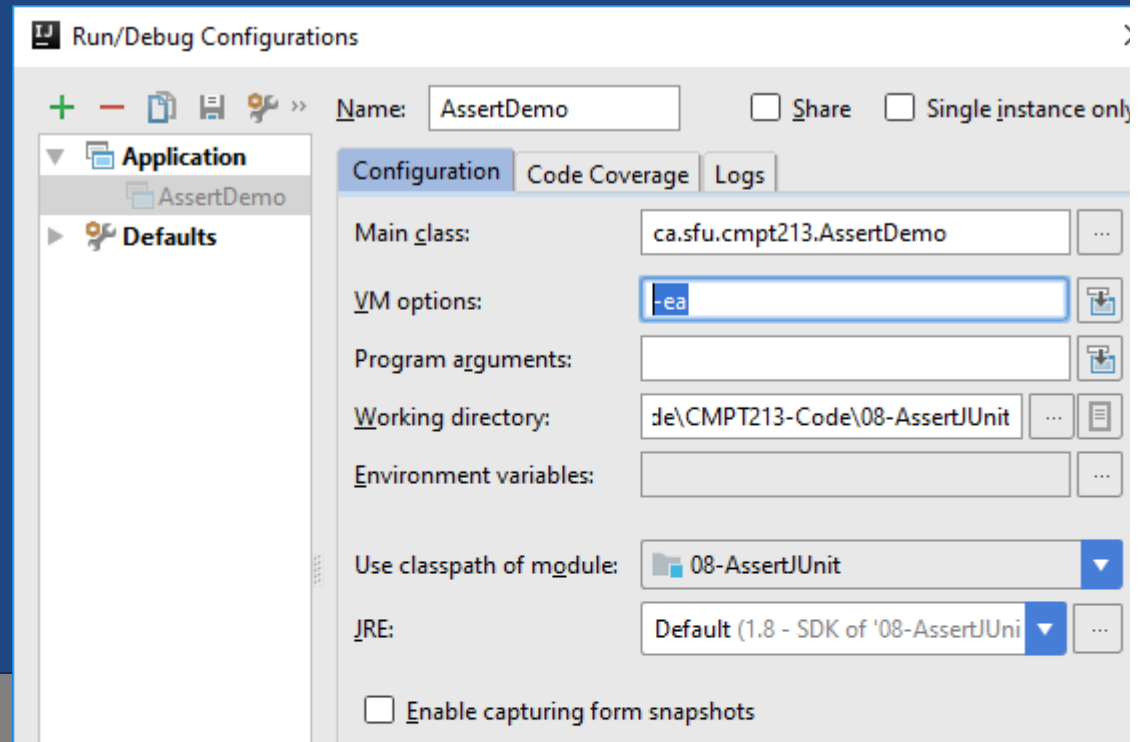 IJ Run/Debug Configurations
Name: AssertDemo Share Single instance only
Application
AssertDemo
Defaults
Configuration Code Coverage Logs
Main class: ca.sfu.cmpt213.AssertDemo ...
VM options: -ea
Program arguments:
Working directory: de\CMPT213-Code\08-AssertJUnit ...
Environment variables: ...
Use classpath of module: 08-AssertJUnit
JRE: Default (1.8 - SDK of '08-AssertJUni ...
Enable capturing form snapshots